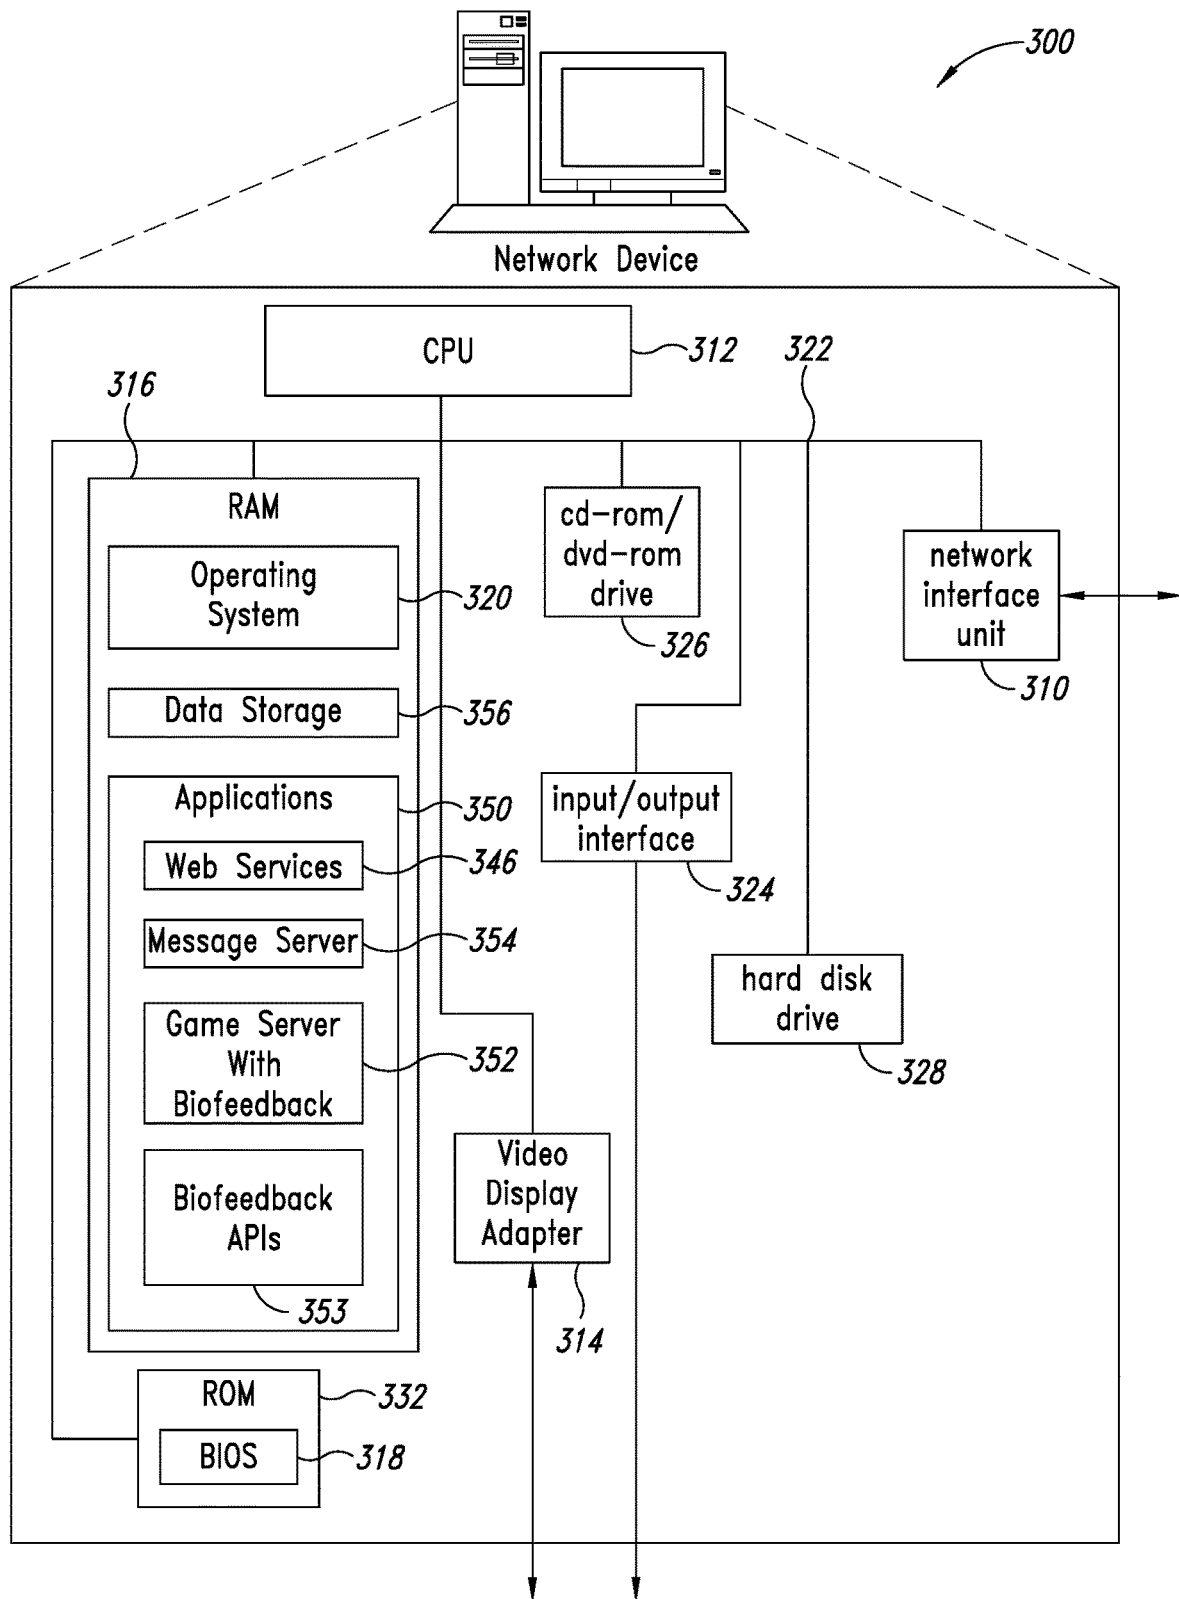 300
Network Device
CPU
312
322
316
RAM
cd-rom/
dvd-rom
drive
326
network
interface
unit
310
Operating
System
320
Data Storage
356
Applications
350
input/output
interface
324
Web Services
346
Message Server
354
hard disk
drive
328
Game Server
With
Biofeedback
352
Video
Display
Adapter
314
Biofeedback
APIs
353
ROM
332
BIOS
318